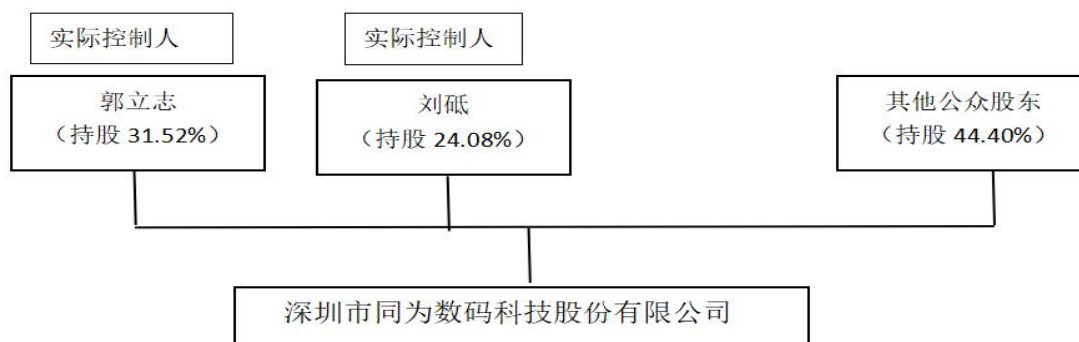 实际控制人
实际控制人
郭立志
（持股 31.52%）
刘砥
（持股 24.08%）
其他公众股东
（持股 44.40%）
深圳市同为数码科技股份有限公司